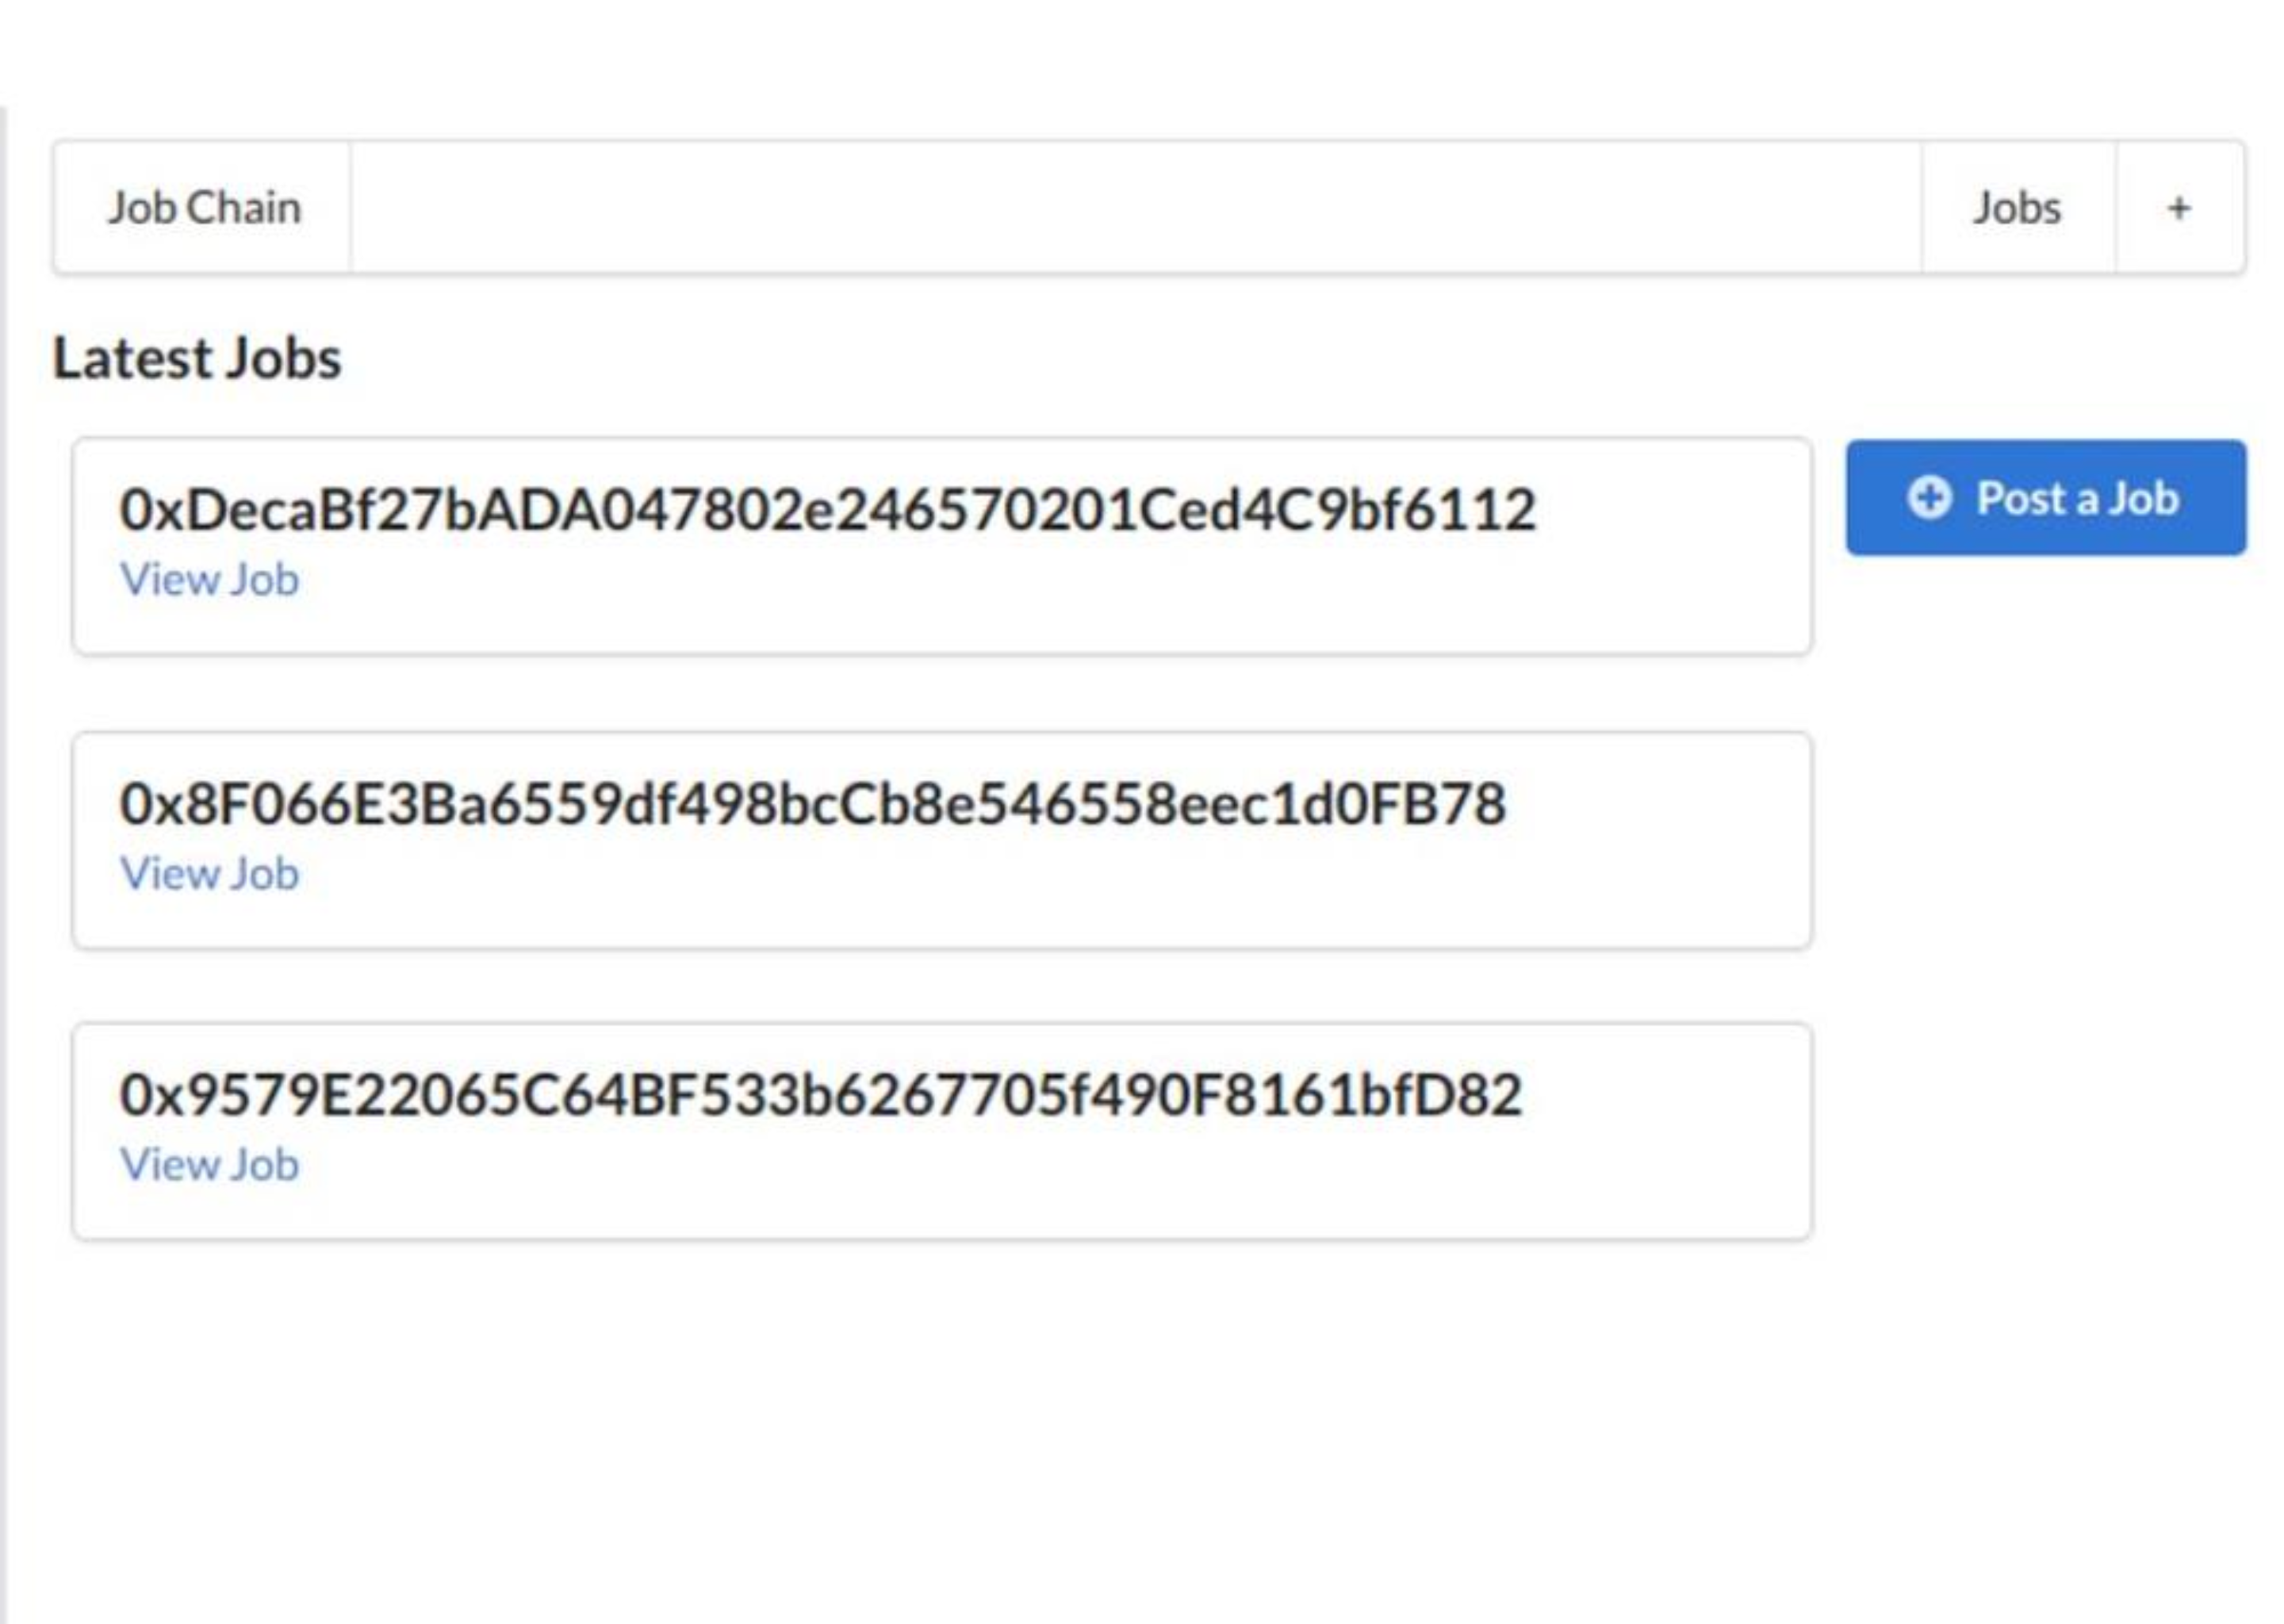 Job Chain Jobs +
Latest Jobs
0xDecaBf27bADA047802e246570201Ced4C9bf6112
Post a Job
View Job
0x8F066E3Ba6559df498bcCb8e546558eec1d0FB78
View Job
0x9579E22065C64BF533b6267705f490F8161bfD82
View Job